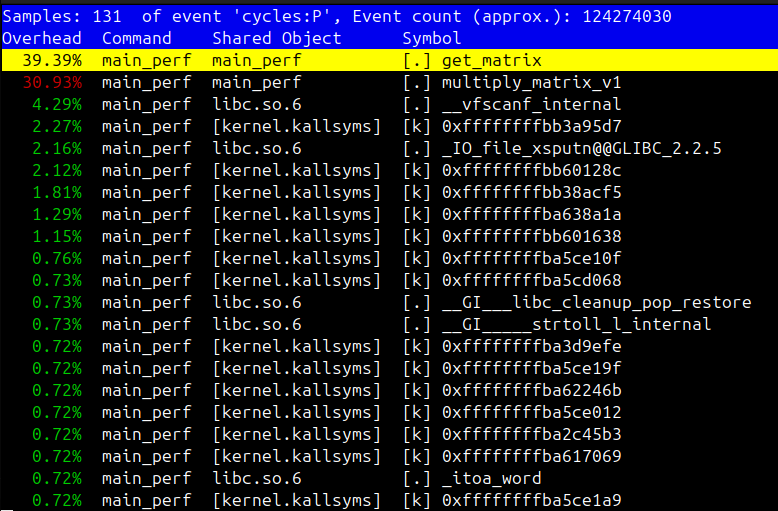 Samples: 131  of event 'cycles:P', Event count (approx.): 124274030
Overhead  Command    Shared Object      Symbol
39.39%  main_perf  main_perf          [.] get_matrix
30.93%  main_perf  main_perf          [.] multiply_matrix_v1
4.29%  main_perf  libc.so.6          [.] __vfscanf_internal
2.27%  main_perf  [kernel.kallsyms]  [k] 0xffffffffbb3a95d7
2.16%  main_perf  libc.so.6          [.] _IO_file_xsputn@@GLIBC_2.2.5
2.12%  main_perf  [kernel.kallsyms]  [k] 0xffffffffbb60128c
1.81%  main_perf  [kernel.kallsyms]  [k] 0xffffffffbb38acf5
1.29%  main_perf  [kernel.kallsyms]  [k] 0xffffffffba638a1a
1.15%  main_perf  [kernel.kallsyms]  [k] 0xffffffffbb601638
0.76%  main_perf  [kernel.kallsyms]  [k] 0xffffffffba5ce10f
0.73%  main_perf  [kernel.kallsyms]  [k] 0xffffffffba5cd068
0.73%  main_perf  libc.so.6          [.] __GI___libc_cleanup_pop_restore
0.73%  main_perf  libc.so.6          [.] __GI_____strtoll_l_internal
0.72%  main_perf  [kernel.kallsyms]  [k] 0xffffffffba3d9efe
0.72%  main_perf  [kernel.kallsyms]  [k] 0xffffffffba5ce19f
0.72%  main_perf  [kernel.kallsyms]  [k] 0xffffffffba62246b
0.72%  main_perf  [kernel.kallsyms]  [k] 0xffffffffba5ce012
0.72%  main_perf  [kernel.kallsyms]  [k] 0xffffffffba2c45b3
0.72%  main_perf  [kernel.kallsyms]  [k] 0xffffffffba617069
0.72%  main_perf  libc.so.6          [.] _itoa_word
0.72%  main_perf  [kernel.kallsyms]  [k] 0xffffffffba5ce1a9